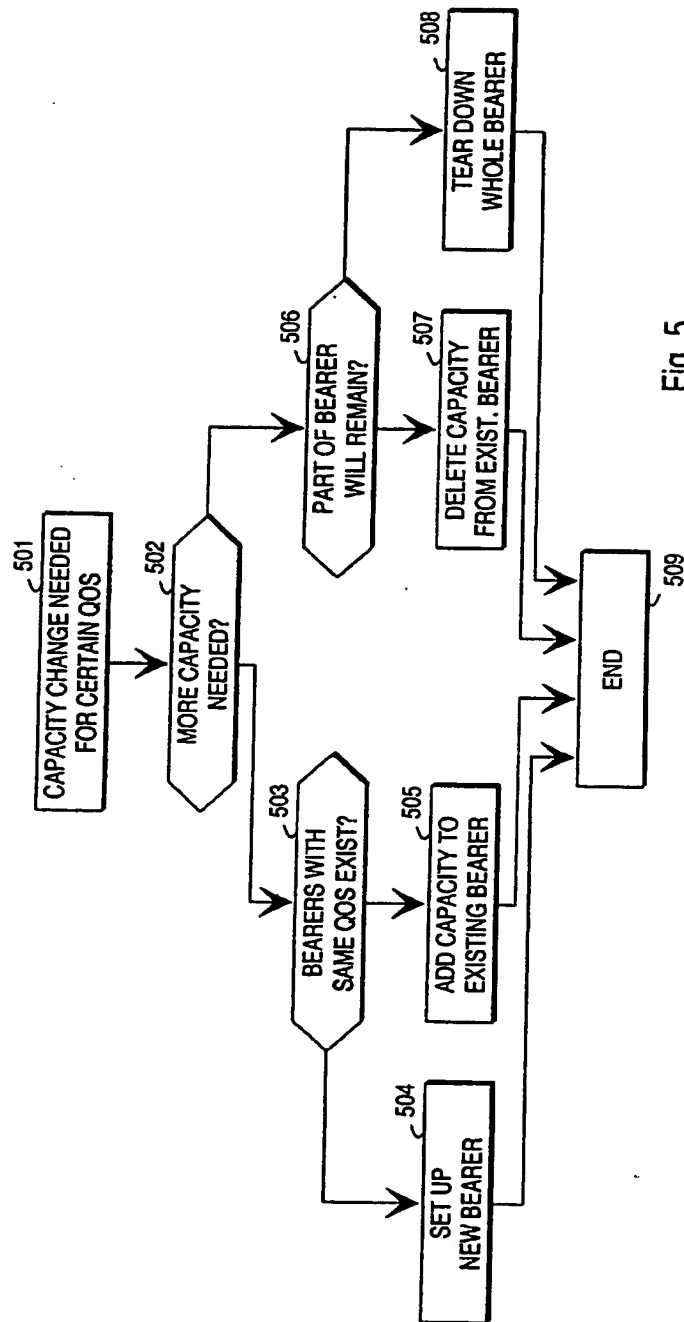 501
CAPACITY CHANGE NEEDED
FOR CERTAIN QOS
502
MORE CAPACITY
NEEDED?
503
BEARERS WITH
SAME QOS EXIST?
506
PART OF BEARER
WILL REMAIN?
504
SET UP
NEW BEARER
505
ADD CAPACITY TO
EXISTING BEARER
507
DELETE CAPACITY
FROM EXIST. BEARER
508
TEAR DOWN
WHOLE BEARER
END
509
Fig. 5